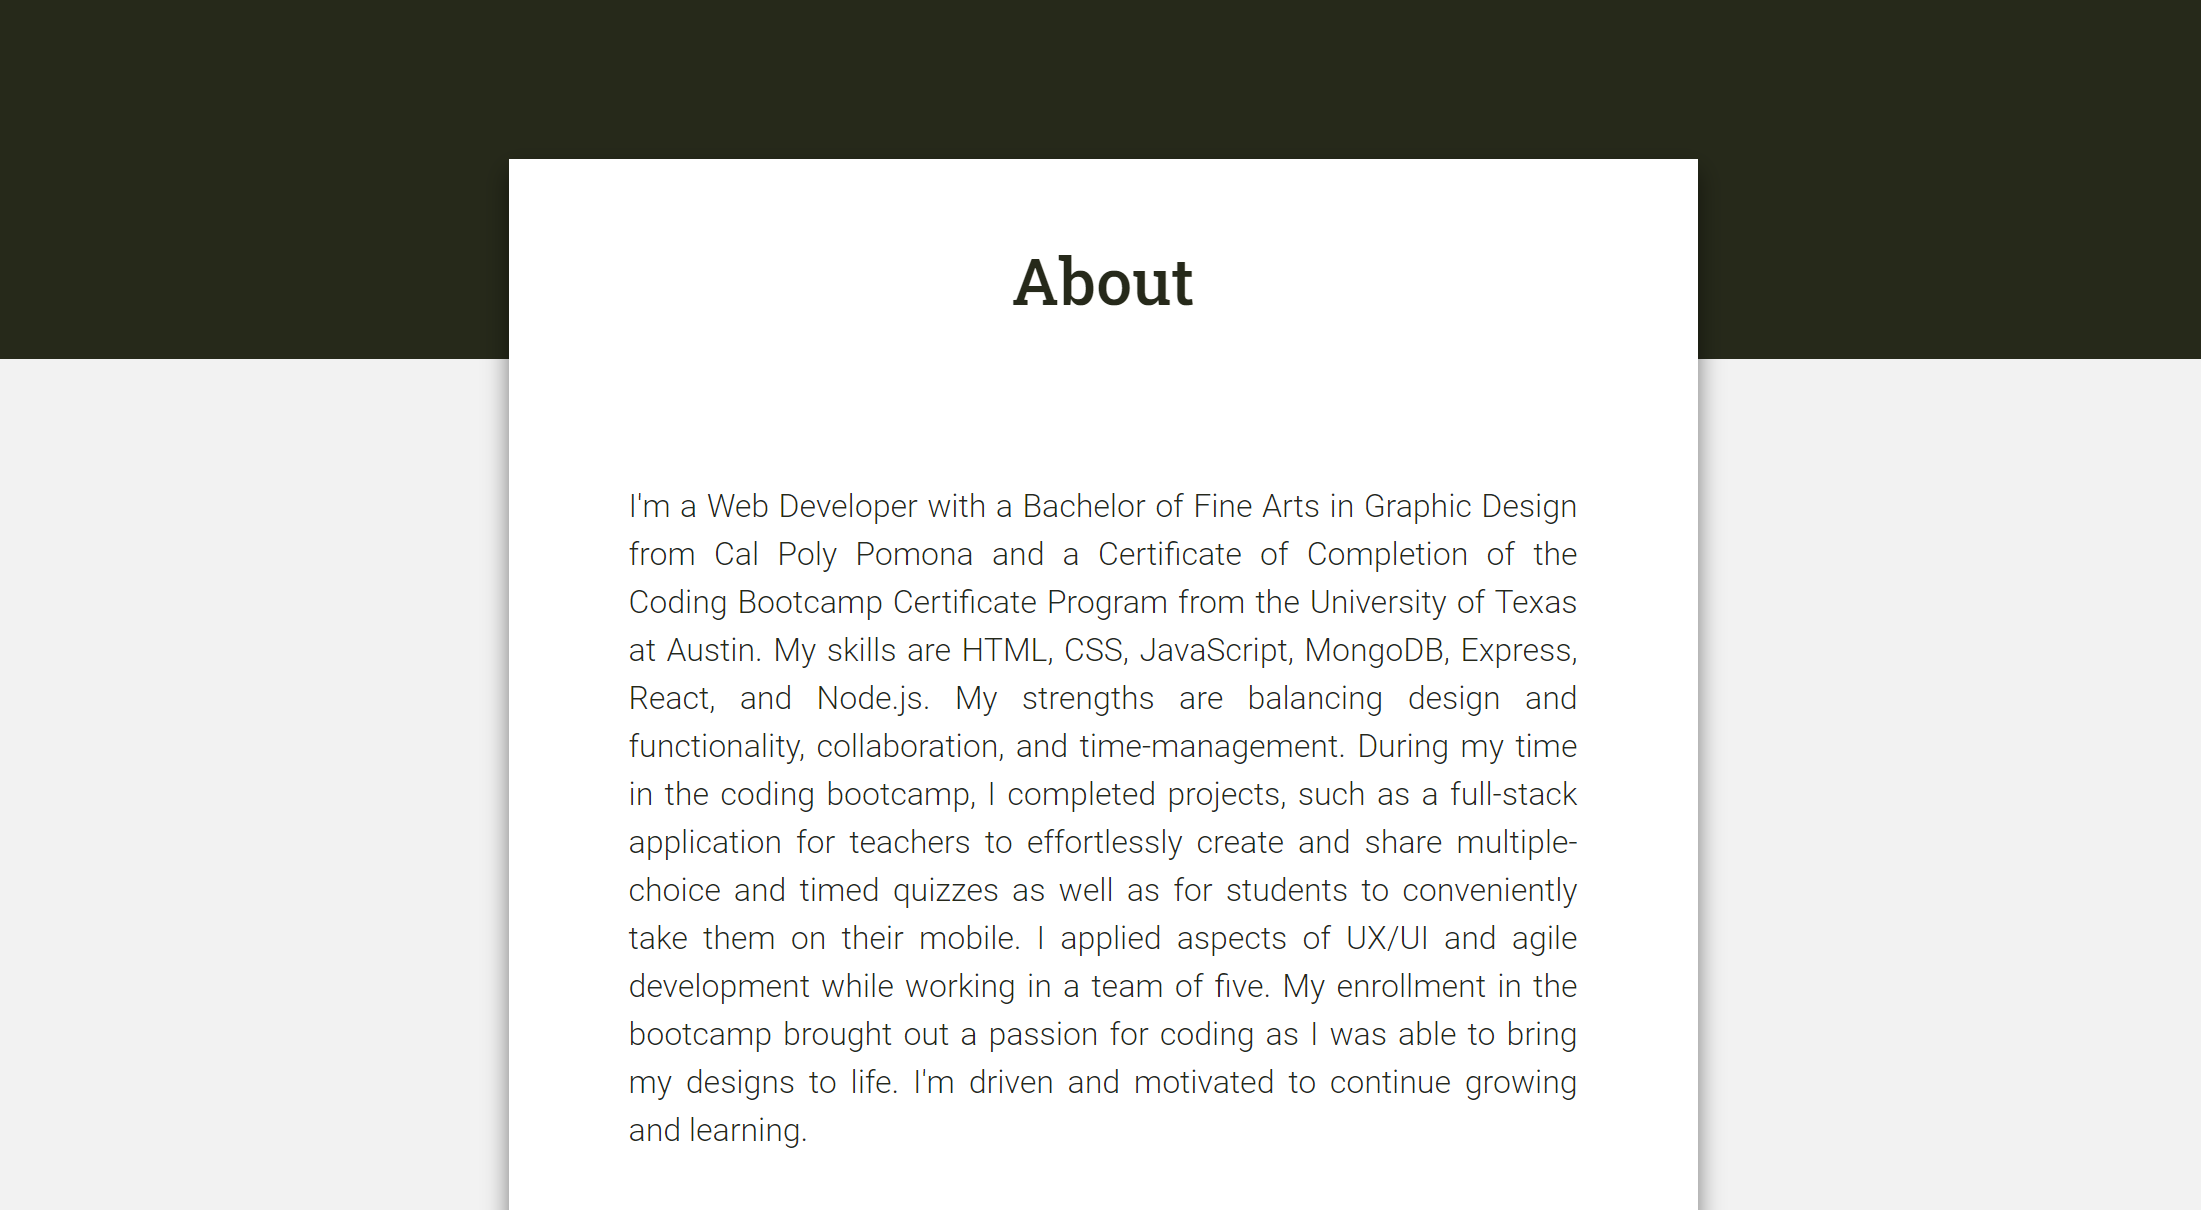 About
I'm a Web Developer with a Bachelor of Fine Arts in Graphic Design
from Cal Poly Pomona and a Certificate of Completion of the
Coding Bootcamp Certificate Program from the University of Texas
at Austin. My skills are HTML, CSS, JavaScript, MongoDB, Express,
React, and Node.js. My strengths are balancing design and
functionality, collaboration, and time-management. During my time
in the coding bootcamp, I completed projects, such as a full-stack
application for teachers to effortlessly create and share multiple-
choice and timed quizzes as well as for students to conveniently
take them on their mobile. I applied aspects of UX/UI and agile
development while working in a team of five. My enrollment in the
bootcamp brought out a passion for coding as I was able to bring
my designs to life. I'm driven and motivated to continue growing
and learning.